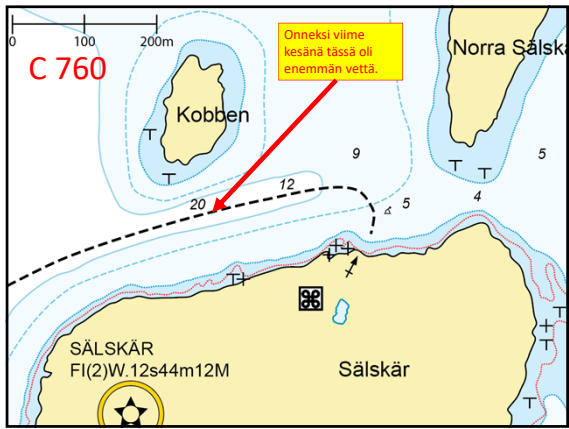 0 100 200m
C 760
Onneksi viime
kesänä tässä oli
enemmän vettä.
Kobben
Norra Sälskä
9
5
12
20
5
4
SÄLSKÄR
Fl(2)W.12s44m12M
Sälskär